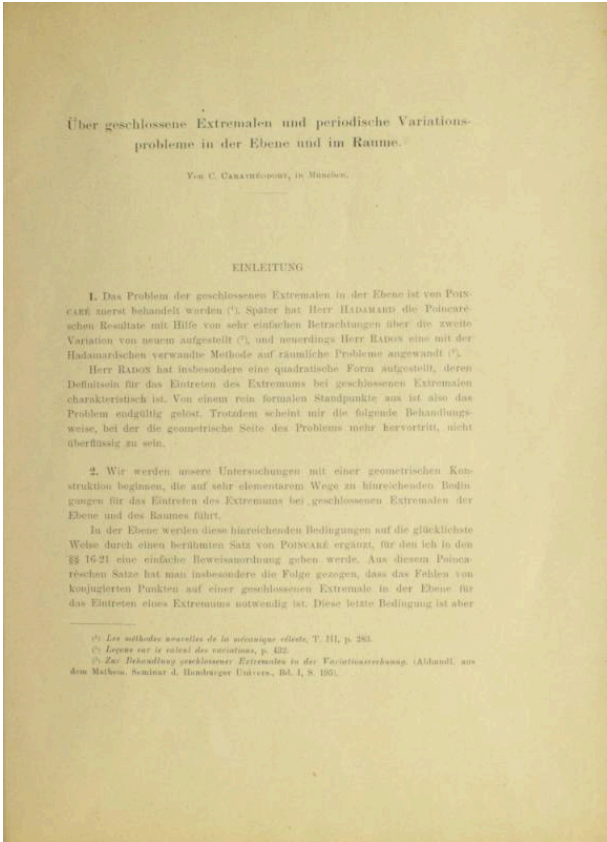 Über geschlossene Extremalen und periodische Variations-
probleme in der Ebene und im Raume.
Von C. CARATHÉODORY, in München.
EINLEITUNG
1. Das Problem der geschlossenen Extremalen in der Ebene ist von POIN-
CARÉ zuerst behandelt worden (¹). Später hat Herr HADAMARD die Poincaré-
schen Resultate mit Hilfe von sehr einfachen Betrachtungen über die zweite
Variation von neuem aufgestellt (²), und neuerdings Herr RADON eine mit der
Hadamardschen verwandte Methode auf räumliche Probleme angewandt (³).
Herr RADON hat insbesondere eine quadratische Form aufgestellt, deren
Definitsein für das Eintreten des Extremums bei geschlossenen Extremalen
charakteristisch ist. Von einem rein formalen Standpunkte aus ist also das
Problem endgültig gelöst. Trotzdem scheint mir die folgende Behandlungs-
weise, bei der die geometrische Seite des Problems mehr hervortritt, nicht
überflüssig zu sein.
2. Wir werden unsere Untersuchungen mit einer geometrischen Kon-
struktion beginnen, die auf sehr elementarem Wege zu hinreichenden Bedin-
gungen für das Eintreten des Extremums bei geschlossenen Extremalen der
Ebene und des Raumes führt.
In der Ebene werden diese hinreichenden Bedingungen auf die glücklichste
Weise durch einen berühmten Satz von POINCARÉ ergänzt, für den ich in den
§§ 16-21 eine einfache Beweisanordnung geben werde. Aus diesem Poinca-
réschen Satze hat man insbesondere die Folge gezogen, dass das Fehlen von
konjugierten Punkten auf einer geschlossenen Extremale in der Ebene für
das Eintreten eines Extremums notwendig ist. Diese letzte Bedingung ist aber
(¹) Les méthodes nouvelles de la mécanique céleste, T. III, p. 283.
(²) Leçons sur le calcul des variations, p. 432.
(³) Zur Behandlung geschlossener Extremalen in der Variationsrechnung. (Abhandl. aus
dem Mathem. Seminar d. Hamburger Univers., Bd. I, S. 195).